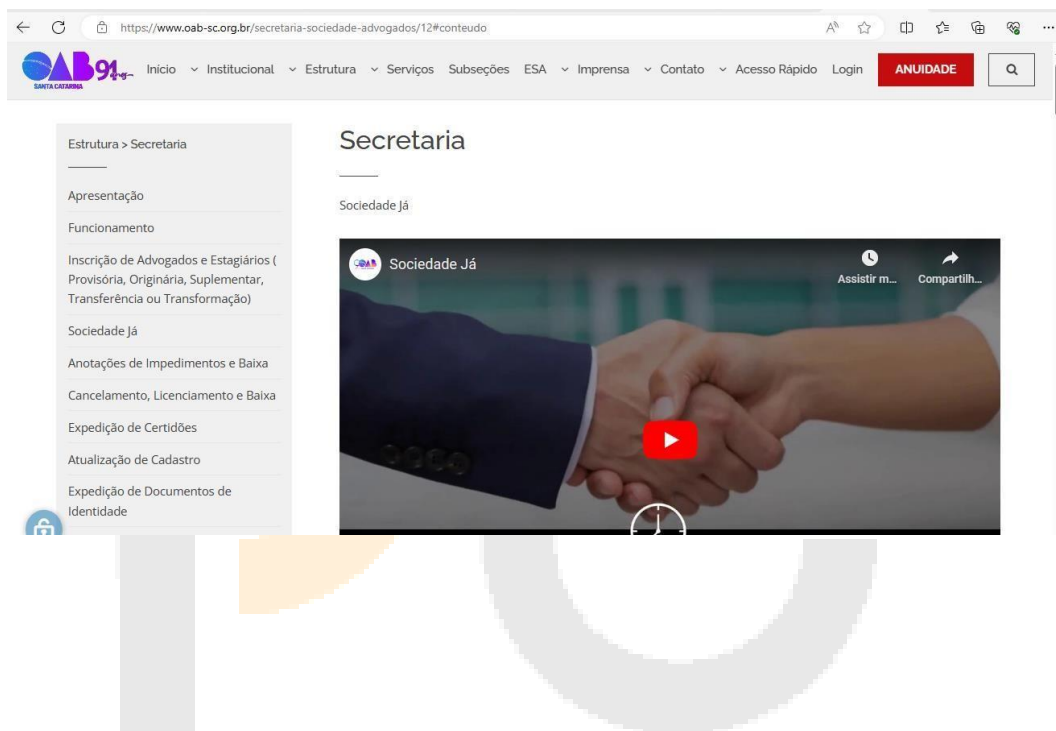 https://www.oab-sc.org.br/secretaria-sociedade-advogados/12#conteudo
OAB 91 anos
SANTA CATARINA
Início Institucional Estrutura Serviços Subseções ESA Imprensa Contato Acesso Rápido Login ANUIDADE
Estrutura > Secretaria
Apresentação
Funcionamento
Inscrição de Advogados e Estagiários (
Provisória, Originária, Suplementar,
Transferência ou Transformação)
Sociedade Já
Anotações de Impedimentos e Baixa
Cancelamento, Licenciamento e Baixa
Expedição de Certidões
Atualização de Cadastro
Expedição de Documentos de
Identidade
Secretaria
Sociedade Já
Sociedade Já
Assistir m...
Compartilh...